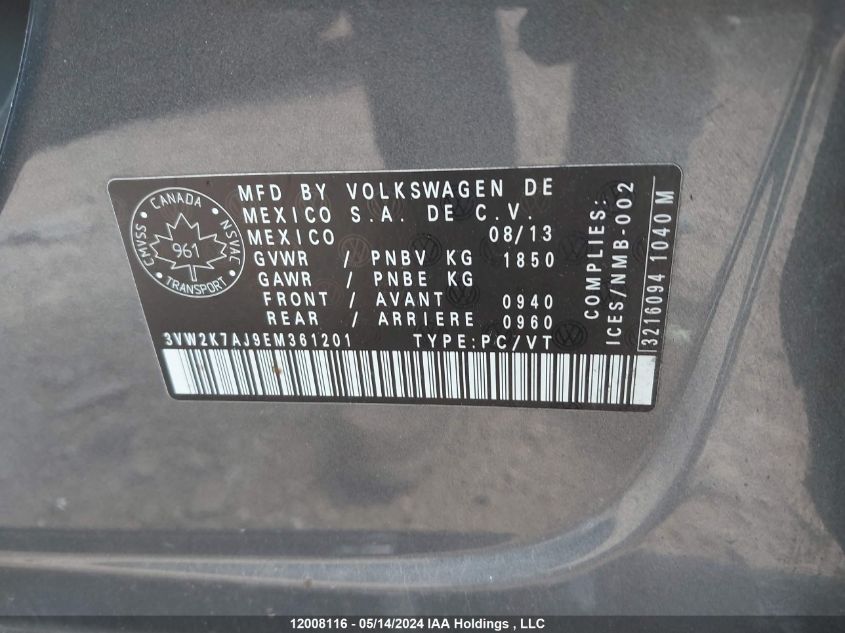 CANADA
CMVSS NSVAC
961
TRANSPORT
MFD BY VOLKSWAGEN DE
MEXICO S.A. DE C.V.
MEXICO 08/13
GVWR / PNBV KG 1850
GAWR / PNBE KG
FRONT / AVANT 0940
REAR / ARRIERE 0960
3VW2K7AJ9EM361201 TYPE:PC/VT
COMPLIES:
ICES/NMB-002
3216094 1040 M
12008116 - 05/14/2024 IAA Holdings , LLC